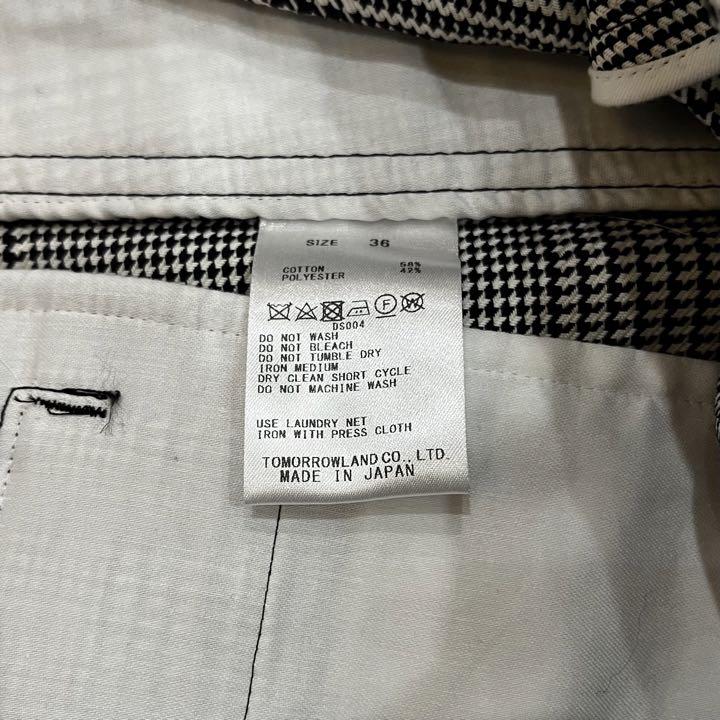 SIZE 36
COTTON 58%
POLYESTER 42%
F W
DS004
DO NOT WASH
DO NOT BLEACH
DO NOT TUMBLE DRY
IRON MEDIUM
DRY CLEAN SHORT CYCLE
DO NOT MACHINE WASH
USE LAUNDRY NET
IRON WITH PRESS CLOTH
TOMORROWLAND CO., LTD.
MADE IN JAPAN